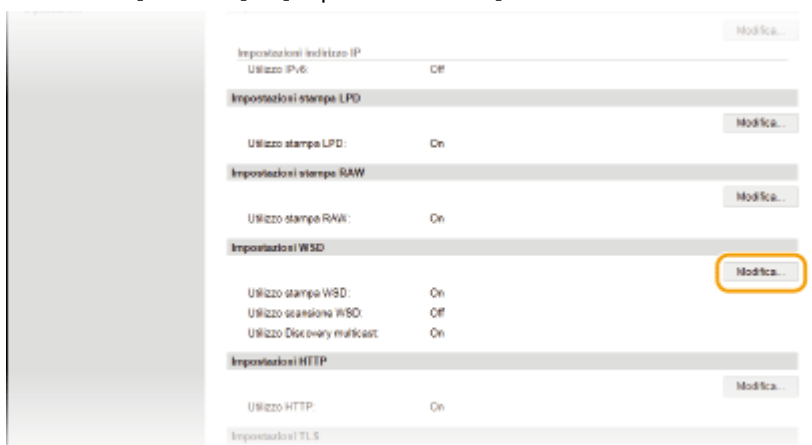 Modifica...
Impostazioni indirizzo IP
Utilizzo IPv6: Off
Impostazioni stampa LPD
Modifica...
Utilizzo stampa LPD: On
Impostazioni stampa RAW
Modifica...
Utilizzo stampa RAW: On
Impostazioni WSD
Modifica...
Utilizzo stampa WSD: On
Utilizzo scansione WSD: Off
Utilizzo Discovery multicast: On
Impostazioni HTTP
Modifica...
Utilizzo HTTP: On
Impostazioni TLS